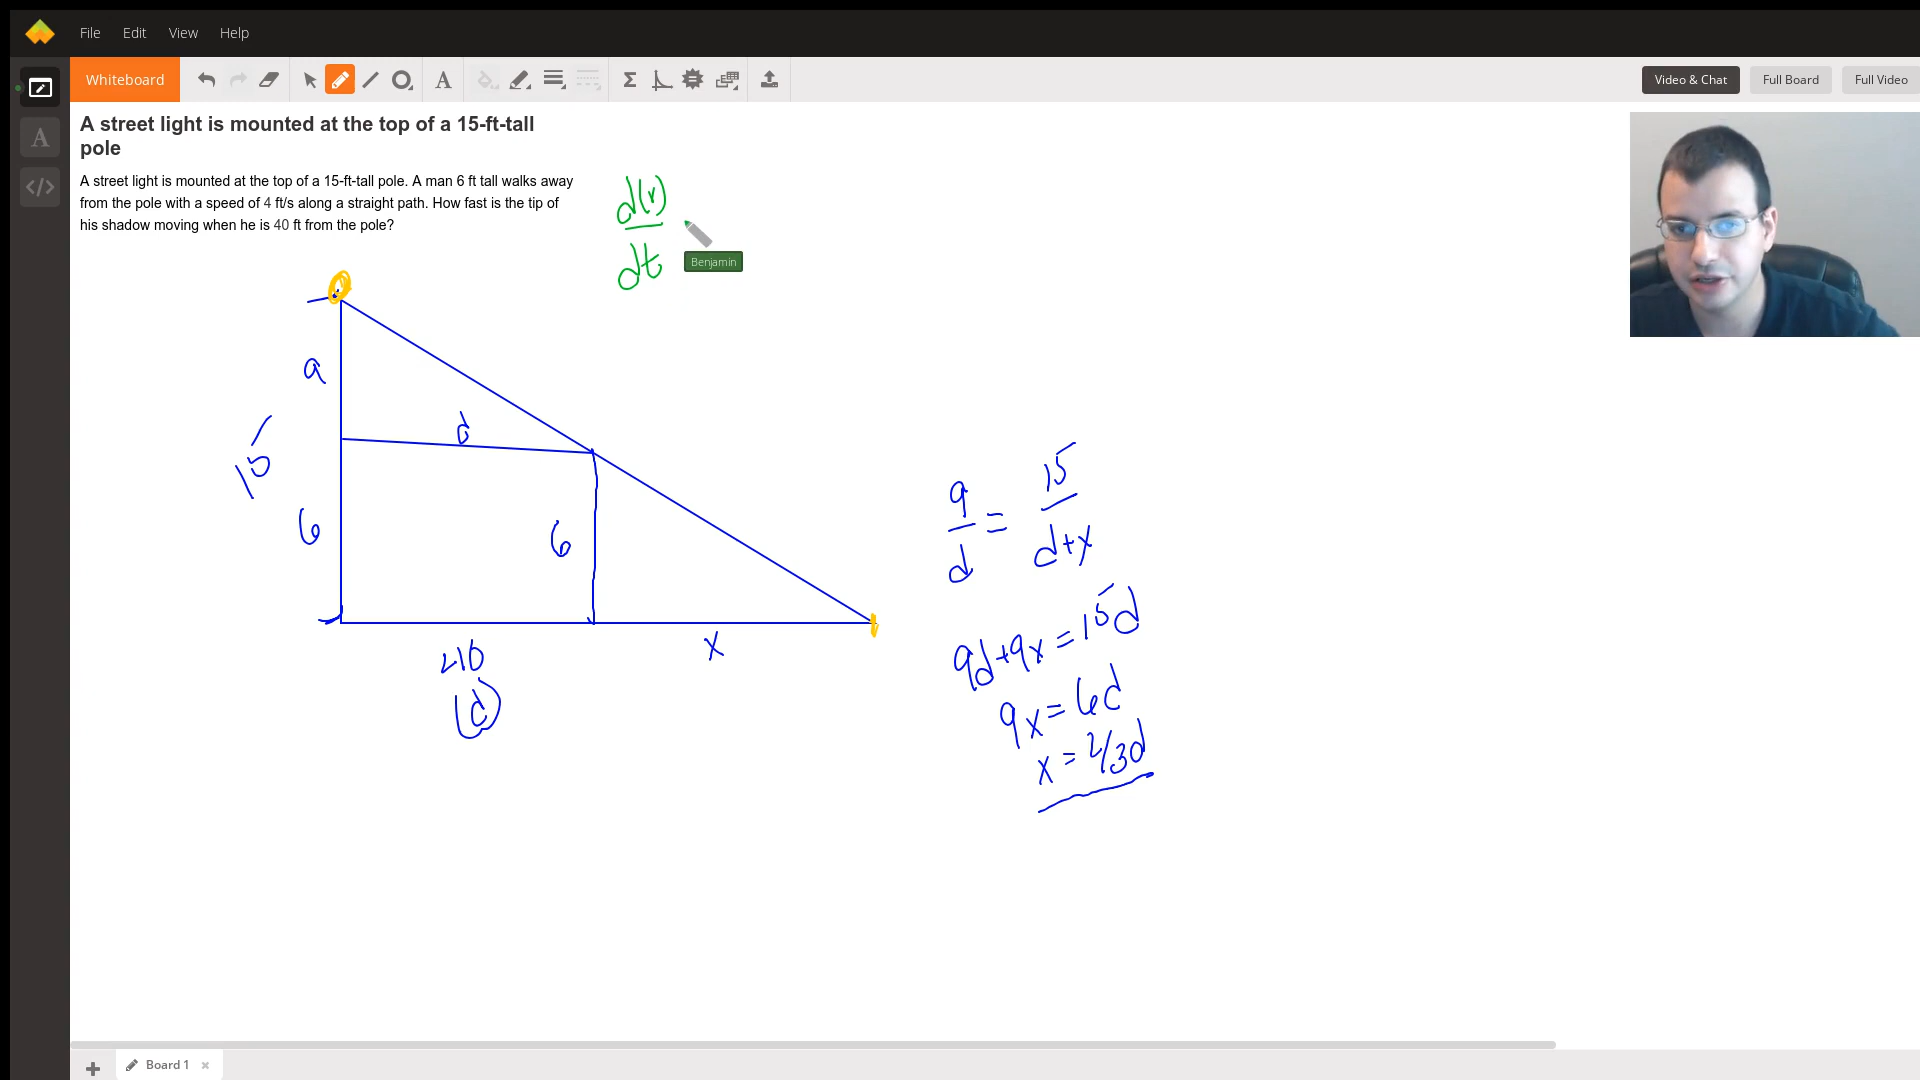 File Edit View Help
Whiteboard
A
Σ
Video & Chat
Full Board
Full Video
A
</>
A street light is mounted at the top of a 15-ft-tall
pole
A street light is mounted at the top of a 15-ft-tall pole. A man 6 ft tall walks away
from the pole with a speed of 4 ft/s along a straight path. How fast is the tip of
his shadow moving when he is 40 ft from the pole?
dt
Benjamin
d
15
6
6
40
(d)
x
9/d = 15/(d+x)
9d+9x=15d
9x=6d
x=2/3d
Board 1